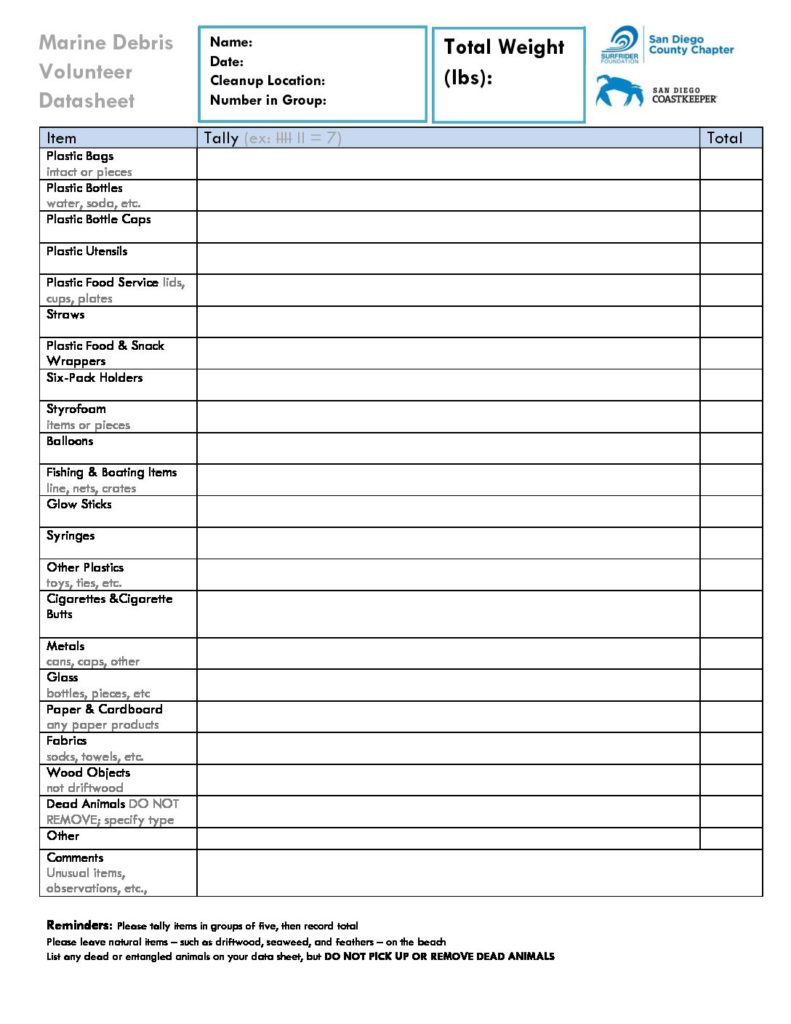 Marine Debris
Volunteer
Datasheet
Name:
Date:
Cleanup Location:
Number in Group:
Total Weight
(lbs):
SURFRIDER
FOUNDATION
San Diego
County Chapter
SAN DIEGO
COASTKEEPER
Item Tally (ex: 卌 II = 7) Total
Plastic Bags
intact or pieces
Plastic Bottles
water, soda, etc.
Plastic Bottle Caps
Plastic Utensils
Plastic Food Service lids,
cups, plates
Straws
Plastic Food & Snack
Wrappers
Six-Pack Holders
Styrofoam
items or pieces
Balloons
Fishing & Boating Items
line, nets, crates
Glow Sticks
Syringes
Other Plastics
toys, ties, etc.
Cigarettes &Cigarette
Butts
Metals
cans, caps, other
Glass
bottles, pieces, etc
Paper & Cardboard
any paper products
Fabrics
socks, towels, etc.
Wood Objects
not driftwood
Dead Animals DO NOT
REMOVE; specify type
Other
Comments
Unusual items,
observations, etc.,
Reminders: Please tally items in groups of five, then record total
Please leave natural items – such as driftwood, seaweed, and feathers – on the beach
List any dead or entangled animals on your data sheet, but DO NOT PICK UP OR REMOVE DEAD ANIMALS